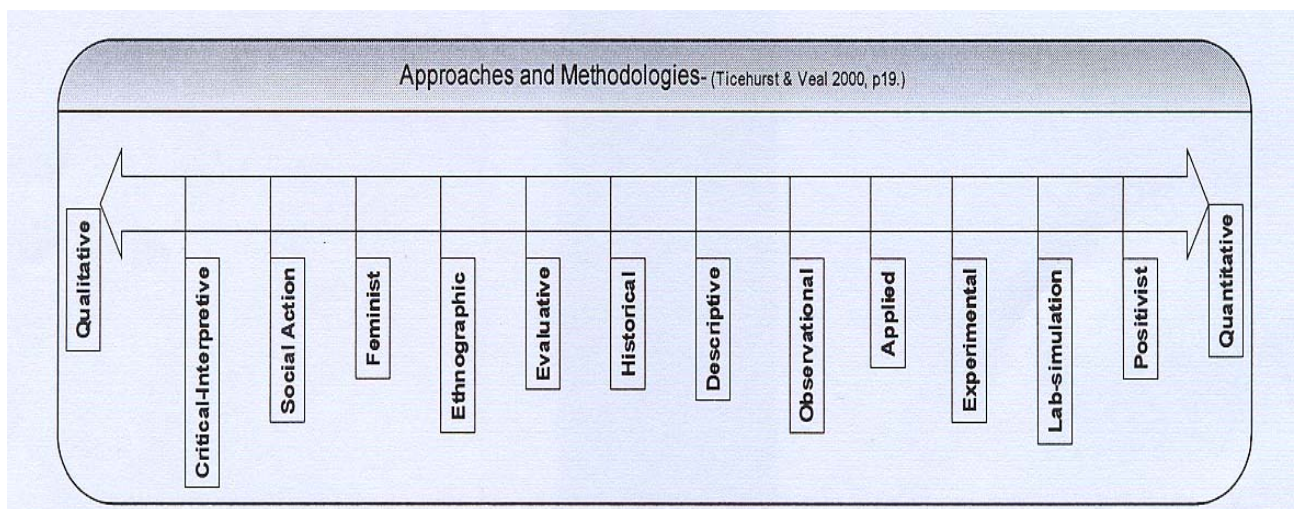 Approaches and Methodologies- (Ticehurst & Veal 2000, p19.)
Qualitative
Critical-Interpretive
Social Action
Feminist
Ethnographic
Evaluative
Historical
Descriptive
Observational
Applied
Experimental
Lab-simulation
Positivist
Quantitative